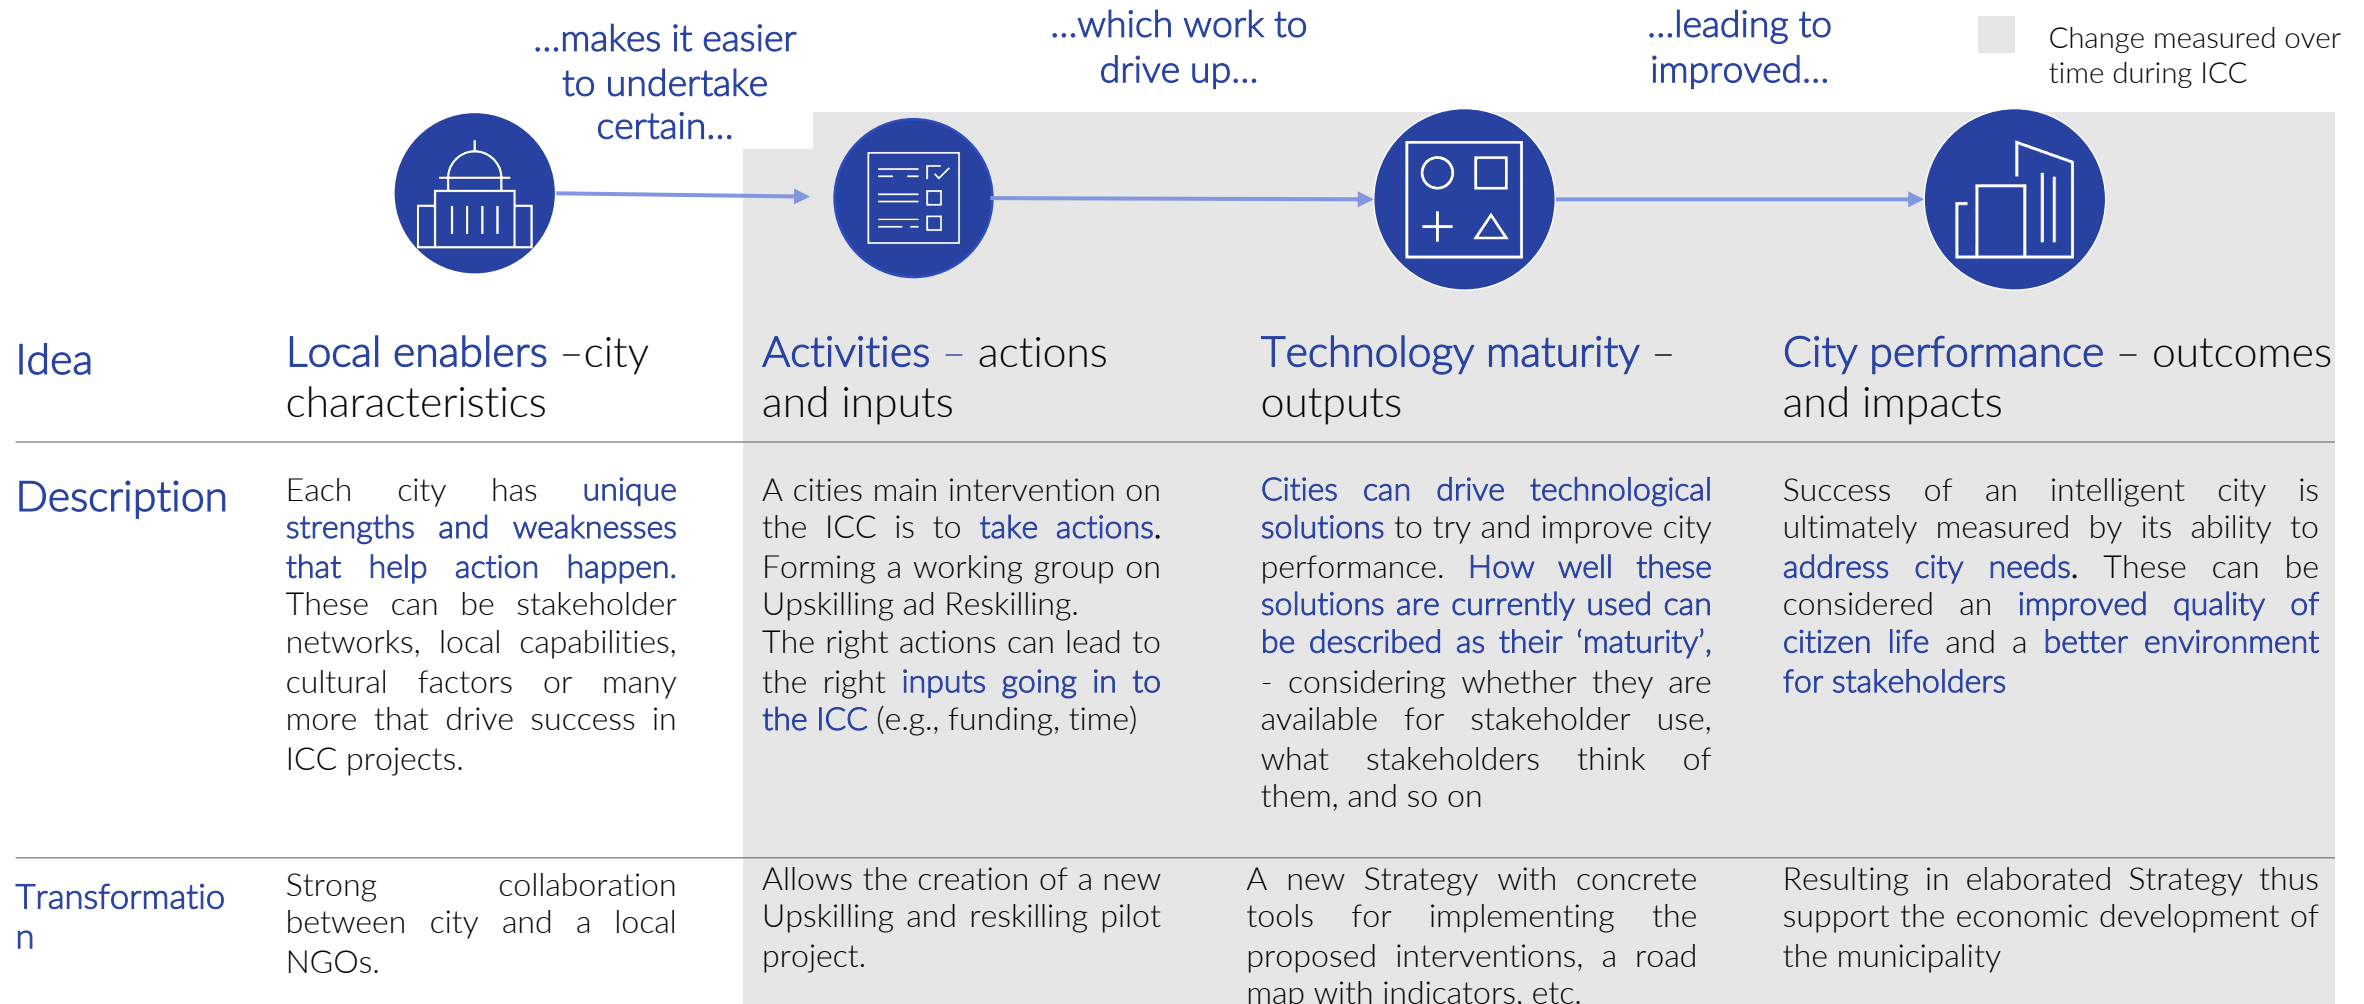 ...makes it easier
to undertake
certain...
...which work to
drive up...
...leading to
improved...
Change measured over
time during ICC
Idea
Local enablers –city
characteristics
Activities – actions
and inputs
Technology maturity –
outputs
City performance – outcomes
and impacts
Description
Each city has unique
strengths and weaknesses
that help action happen.
These can be stakeholder
networks, local capabilities,
cultural factors or many
more that drive success in
ICC projects.
A cities main intervention on
the ICC is to take actions.
Forming a working group on
Upskilling ad Reskilling.
The right actions can lead to
the right inputs going in to
the ICC (e.g., funding, time)
Cities can drive technological
solutions to try and improve city
performance. How well these
solutions are currently used can
be described as their ‘maturity’,
- considering whether they are
available for stakeholder use,
what stakeholders think of
them, and so on
Success of an intelligent city is
ultimately measured by its ability to
address city needs. These can be
considered an improved quality of
citizen life and a better environment
for stakeholders
Transformatio
n
Strong collaboration
between city and a local
NGOs.
Allows the creation of a new
Upskilling and reskilling pilot
project.
A new Strategy with concrete
tools for implementing the
proposed interventions, a road
map with indicators, etc.
Resulting in elaborated Strategy thus
support the economic development of
the municipality